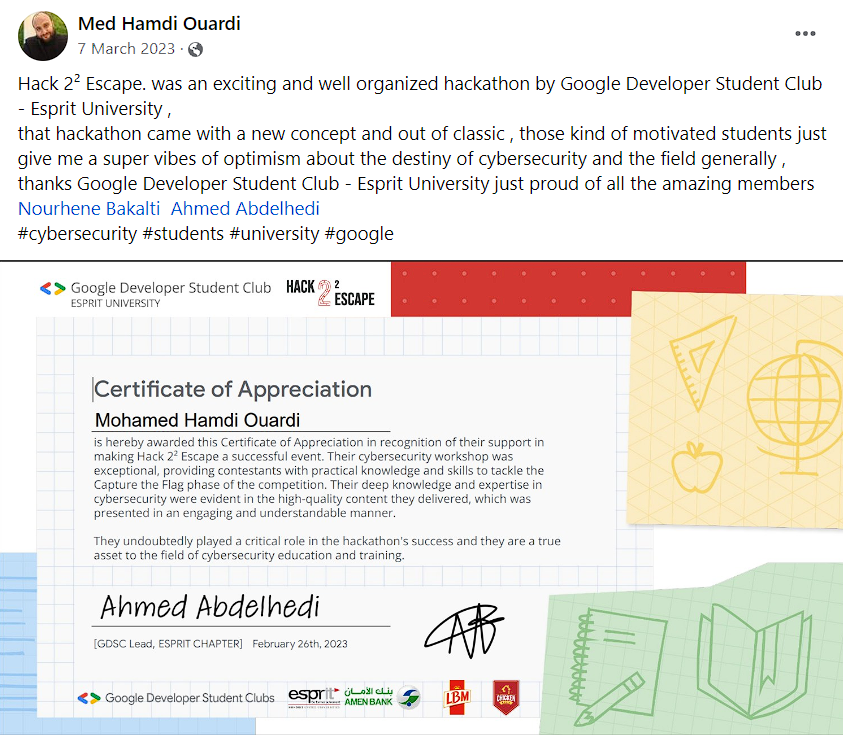 Med Hamdi Ouardi
7 March 2023 ·
Hack 2² Escape. was an exciting and well organized hackathon by Google Developer Student Club
- Esprit University ,
that hackathon came with a new concept and out of classic , those kind of motivated students just
give me a super vibes of optimism about the destiny of cybersecurity and the field generally ,
thanks Google Developer Student Club - Esprit University just proud of all the amazing members
Nourhene Bakalti Ahmed Abdelhedi
#cybersecurity #students #university #google
Google Developer Student Club
ESPRIT UNIVERSITY
HACK 2² ESCAPE
Certificate of Appreciation
Mohamed Hamdi Ouardi
is hereby awarded this Certificate of Appreciation in recognition of their support in
making Hack 2² Escape a successful event. Their cybersecurity workshop was
exceptional, providing contestants with practical knowledge and skills to tackle the
Capture the Flag phase of the competition. Their deep knowledge and expertise in
cybersecurity were evident in the high-quality content they delivered, which was
presented in an engaging and understandable manner.
They undoubtedly played a critical role in the hackathon's success and they are a true
asset to the field of cybersecurity education and training.
Ahmed Abdelhedi
[GDSC Lead, ESPRIT CHAPTER] February 26th, 2023
Google Developer Student Clubs
esprit
بنك الأمان
AMEN BANK
LBM
CHICKEN